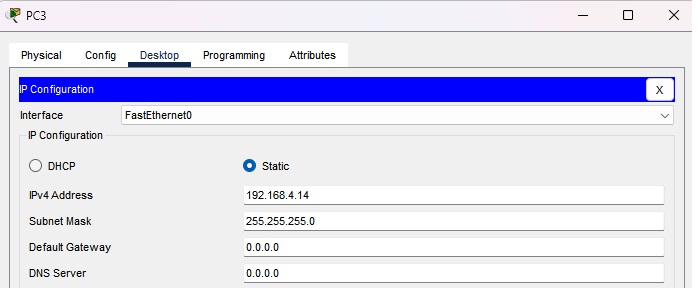 PC3
Physical Config Desktop Programming Attributes
IP Configuration X
Interface FastEthernet0
IP Configuration
DHCP Static
IPv4 Address 192.168.4.14
Subnet Mask 255.255.255.0
Default Gateway 0.0.0.0
DNS Server 0.0.0.0